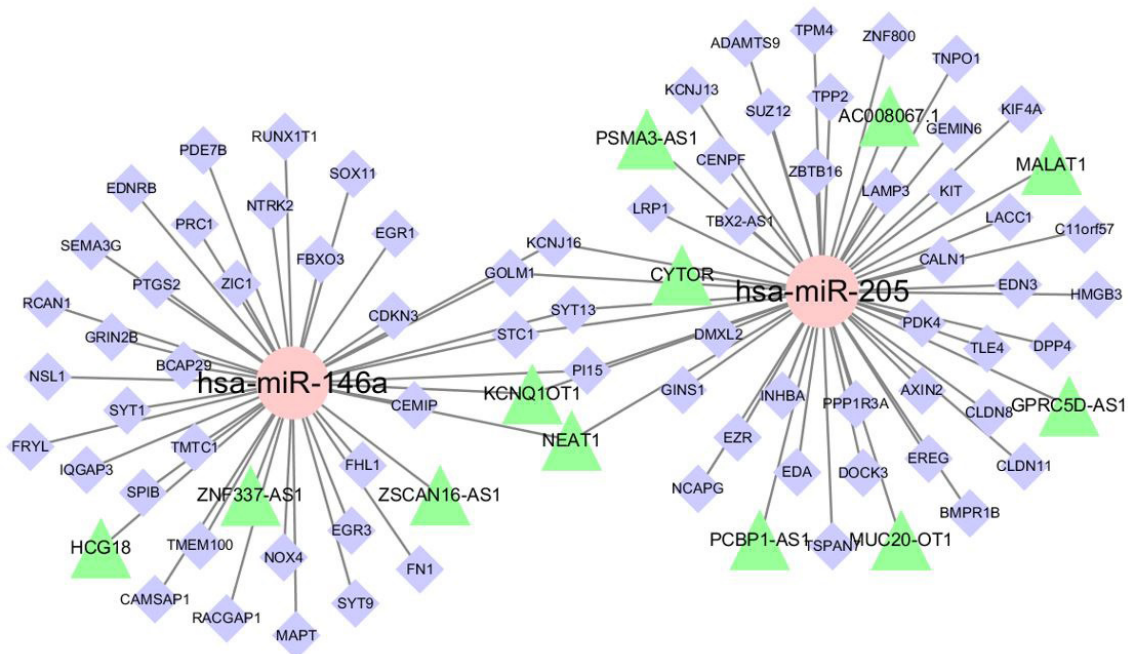 TPM4
ZNF800
ADAMTS9
TNPO1
KCNJ13
TPP2
SUZ12
AC008067.1
KIF4A
RUNX1T1
PSMA3-AS1
GEMIN6
PDE7B
CENPF
MALAT1
SOX11
ZBTB16
EDNRB
LAMP3
KIT
NTRK2
LRP1
TBX2-AS1
LACC1
PRC1
C11orf57
EGR1
SEMA3G
KCNJ16
CALN1
FBXO3
GOLM1
CYTOR
PTGS2
ZIC1
hsa-miR-205
EDN3
HMGB3
RCAN1
SYT13
CDKN3
PDK4
STC1
DMXL2
GRIN2B
TLE4
DPP4
BCAP29
PI15
NSL1
hsa-miR-146a
KCNQ1OT1
GINS1
INHBA
AXIN2
GPRC5D-AS1
CEMIP
PPP1R3A
SYT1
CLDN8
EZR
NEAT1
FRYL
TMTC1
EREG
IQGAP3
FHL1
CLDN11
EDA
DOCK3
SPIB
ZNF337-AS1
ZSCAN16-AS1
NCAPG
BMPR1B
EGR3
HCG18
TMEM100
PCBP1-AS1
TSPAN7
MUC20-OT1
NOX4
FN1
CAMSAP1
SYT9
RACGAP1
MAPT